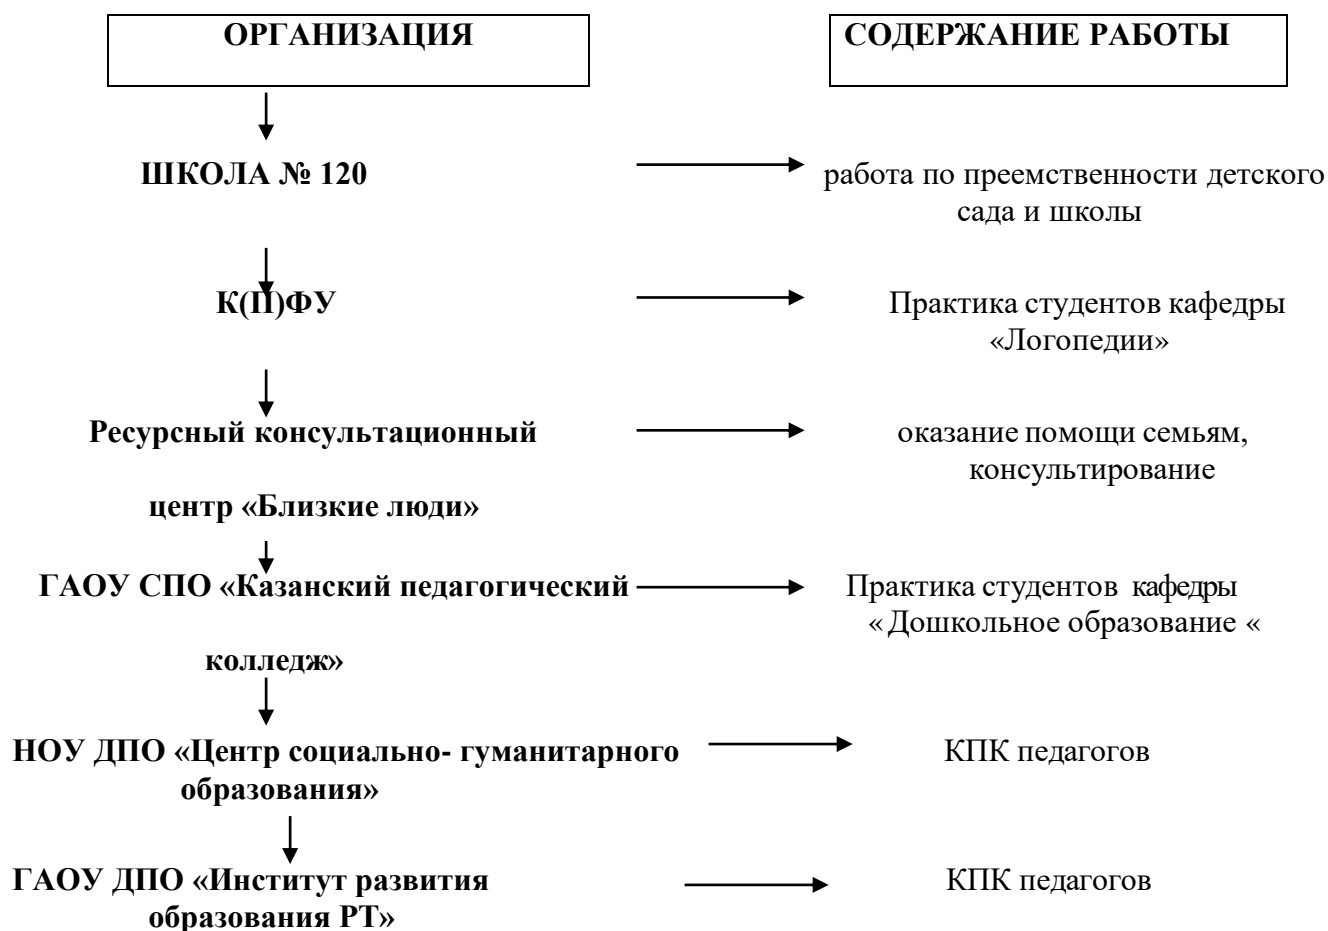 ОРГАНИЗАЦИЯ
СОДЕРЖАНИЕ РАБОТЫ
ШКОЛА № 120
работа по преемственности детского
сада и школы
К(П)ФУ
Практика студентов кафедры
«Логопедии»
Ресурсный консультационный
центр «Близкие люди»
оказание помощи семьям,
консультирование
ГАОУ СПО «Казанский педагогический
колледж»
Практика студентов кафедры
« Дошкольное образование «
НОУ ДПО «Центр социально- гуманитарного
образования»
КПК педагогов
ГАОУ ДПО «Институт развития
образования РТ»
КПК педагогов